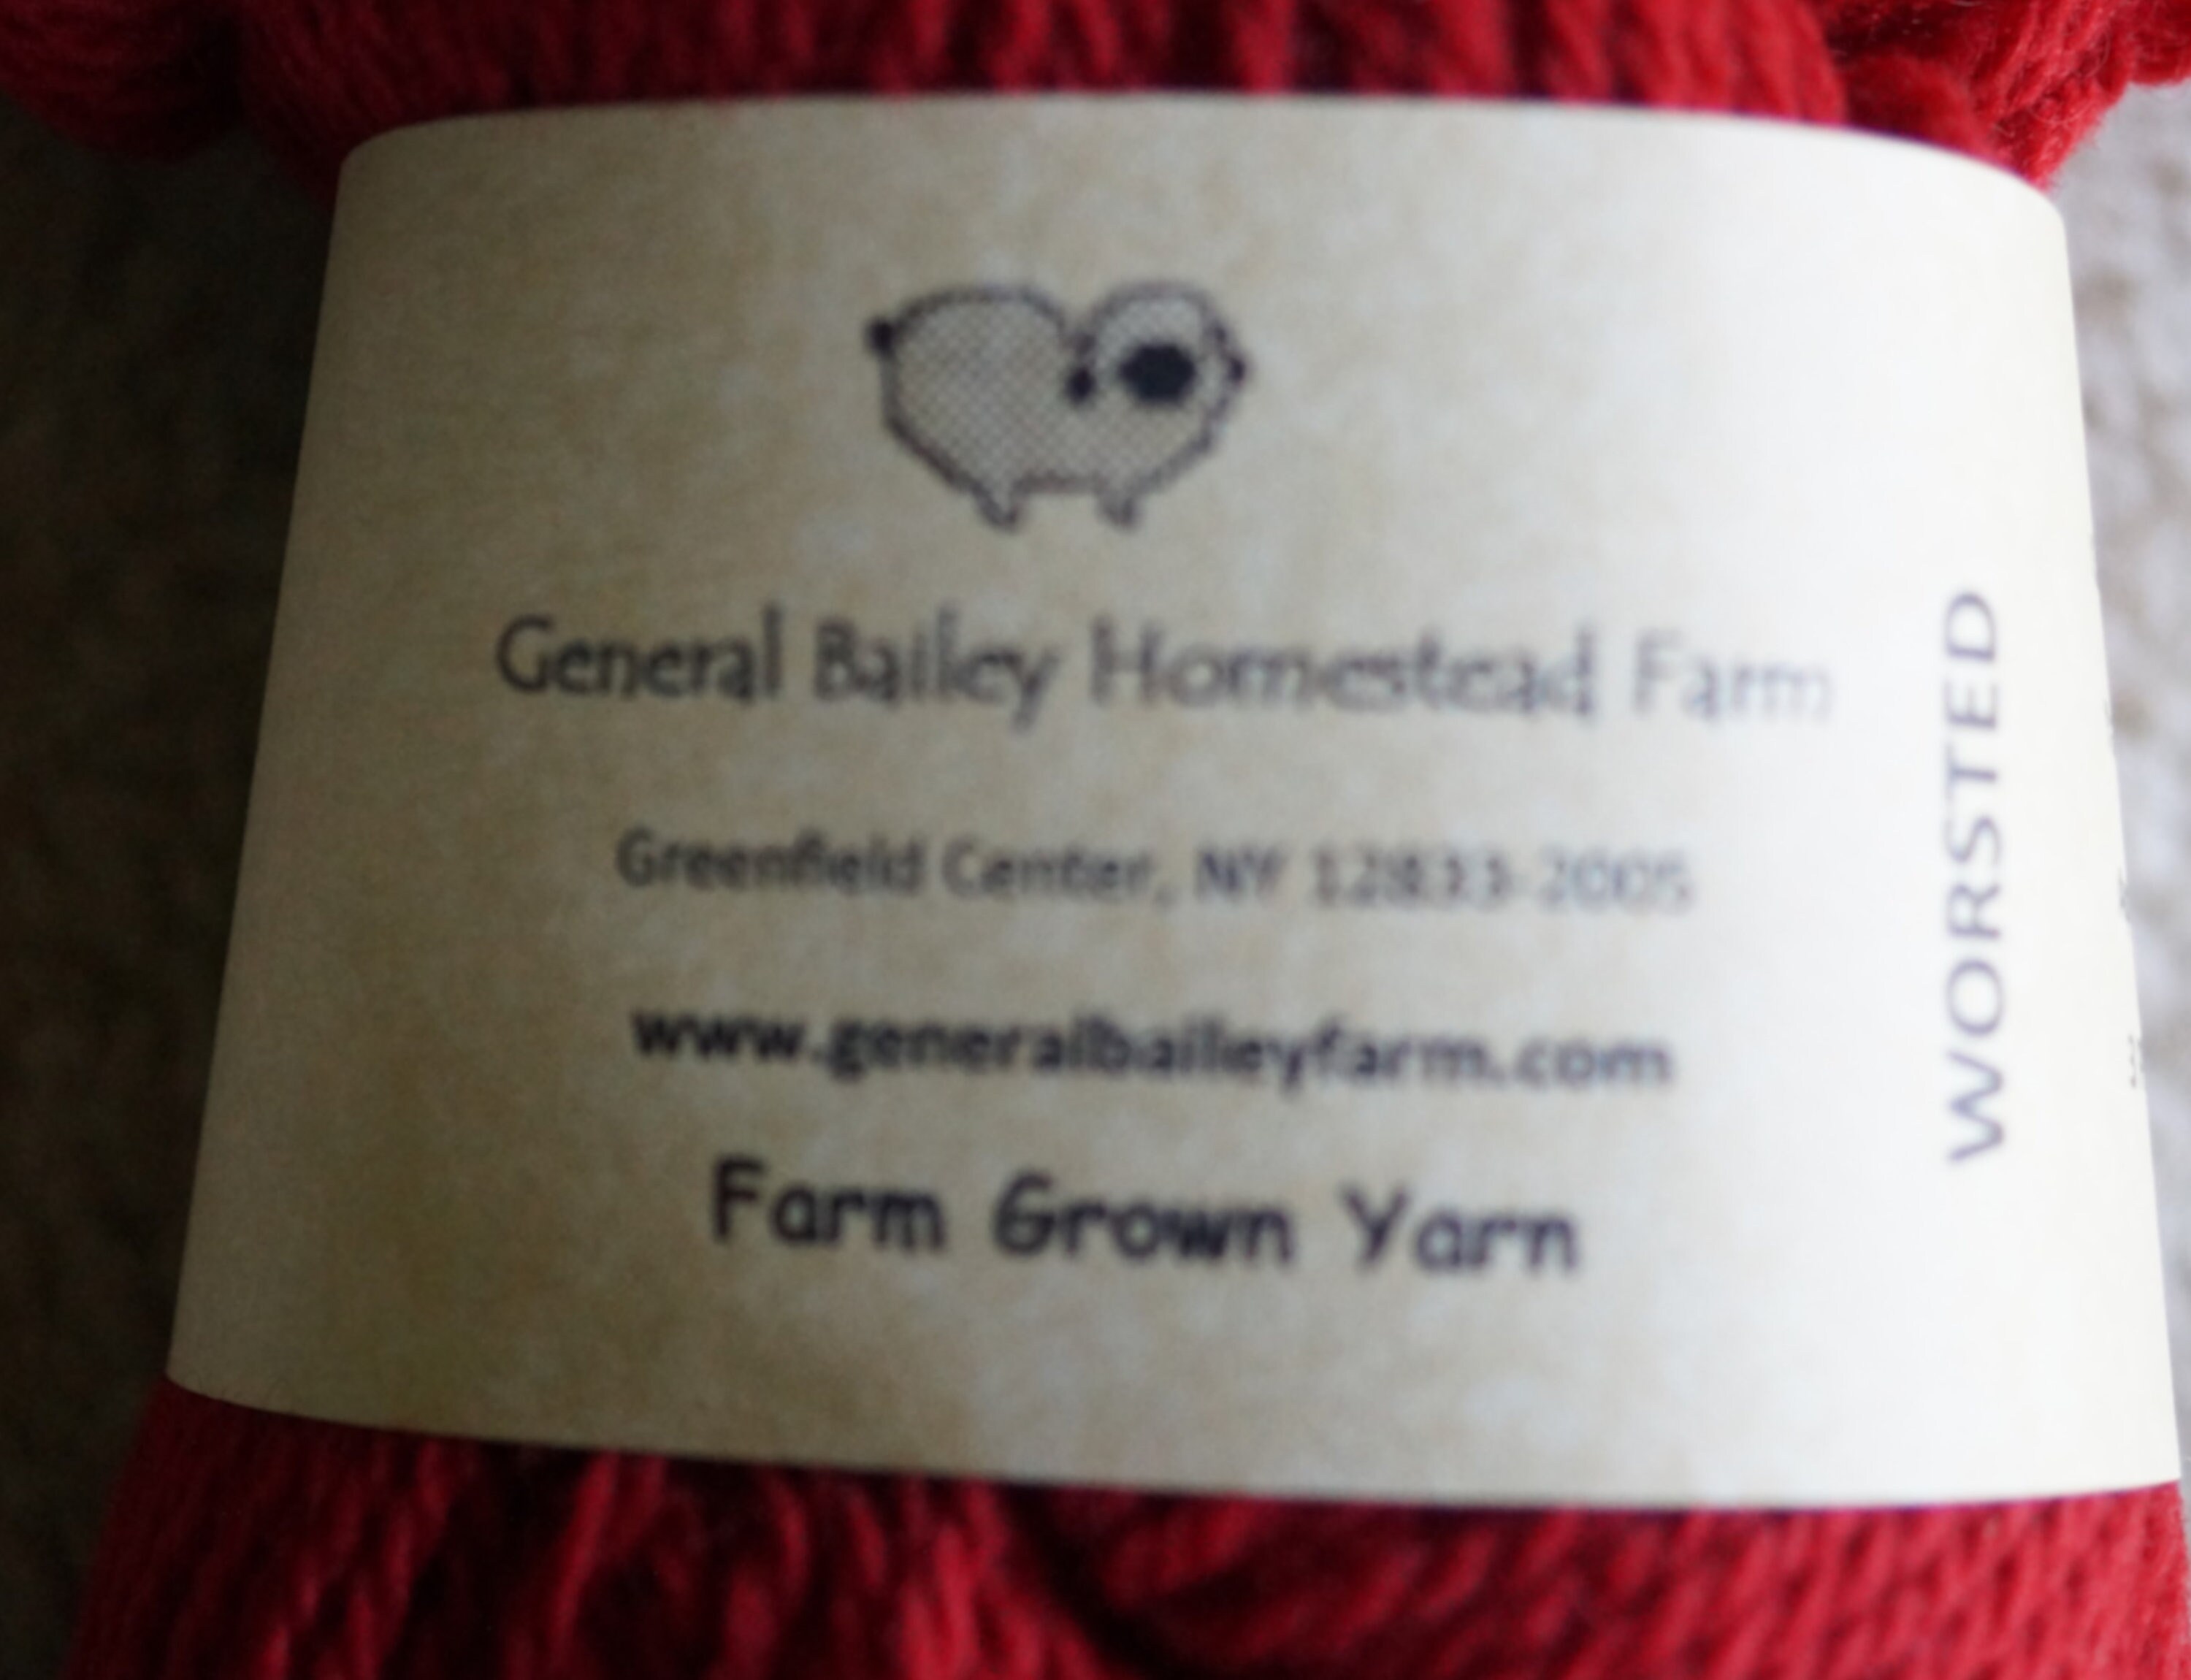 General Bailey Homestead Farm
Greenfield Center, NY 12833-2005
www.generalbaileyfarm.com
Farm Grown Yarn
WORSTED